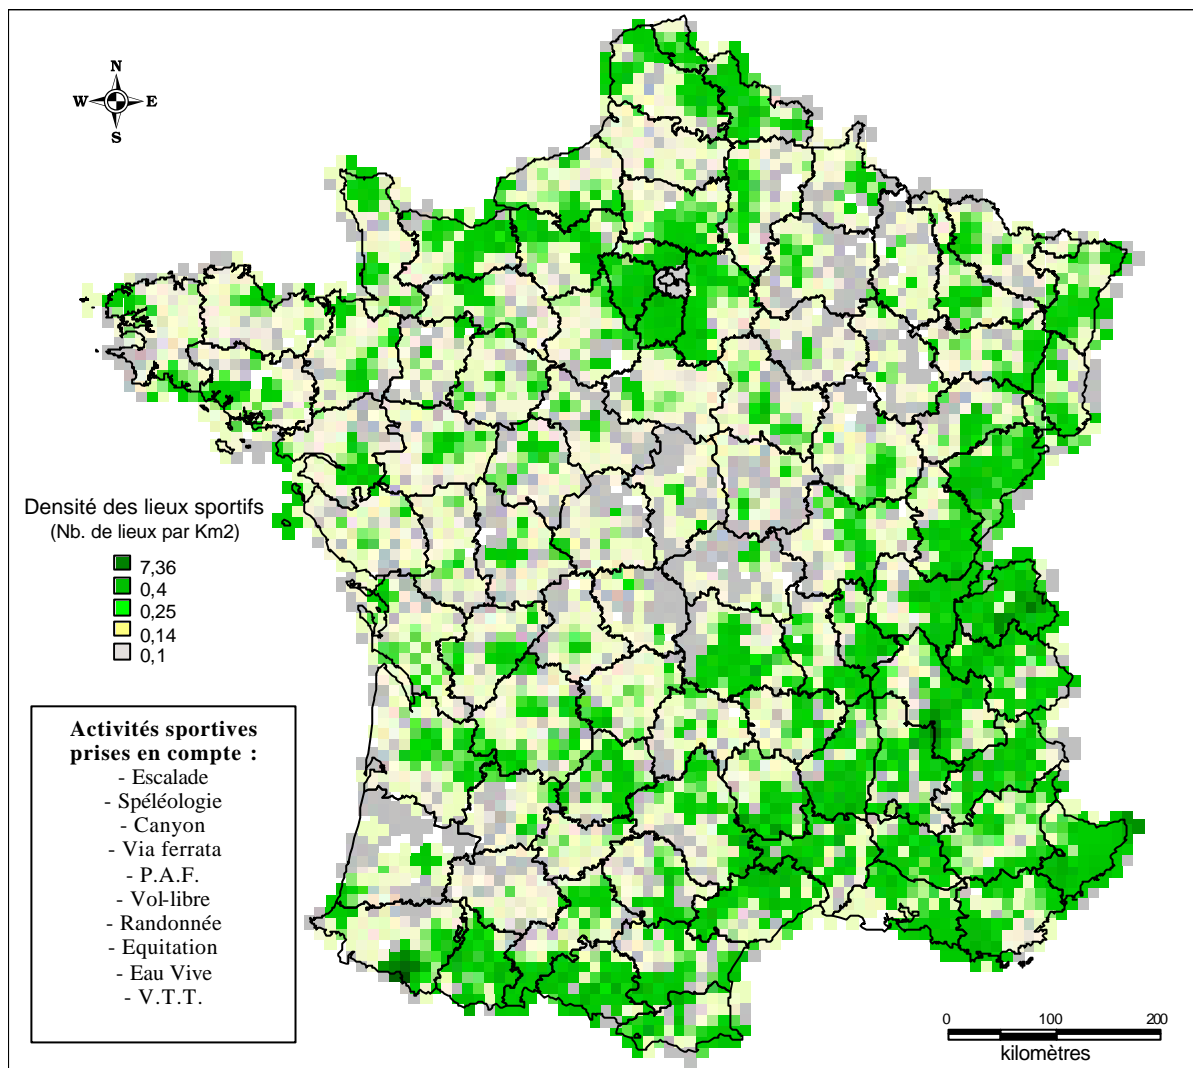 N
W E
S
Densité des lieux sportifs
(Nb. de lieux par Km2)
7,36
0,4
0,25
0,14
0,1
Activités sportives
prises en compte :
- Escalade
- Spéléologie
- Canyon
- Via ferrata
- P.A.F.
- Vol-libre
- Randonnée
- Equitation
- Eau Vive
- V.T.T.
0 100 200
kilomètres